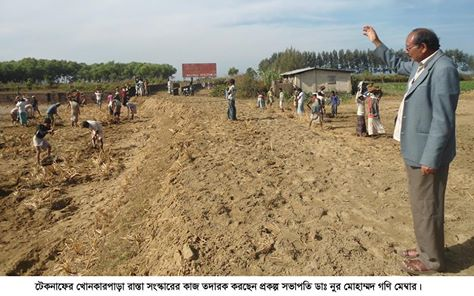 টেকনাফের খোনকারপাড়া রাস্তা সংস্কারের কাজ তদারক করছেন প্রকল্প সভাপতি ডাঃ নুর মোহাম্মদ গণি মেম্বার।